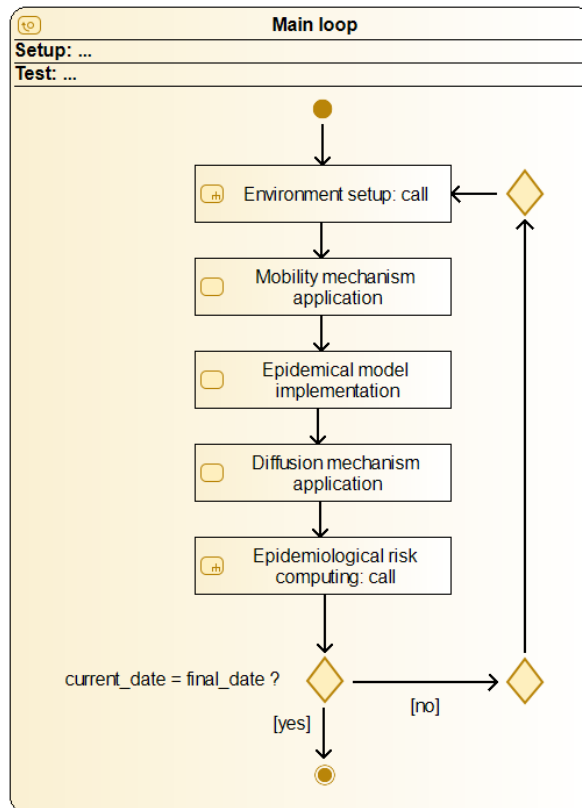 Main loop
Setup: ...
Test: ...
Environment setup: call
Mobility mechanism
application
Epidemical model
implementation
Diffusion mechanism
application
Epidemiological risk
computing: call
current_date = final_date ?
[no]
[yes]